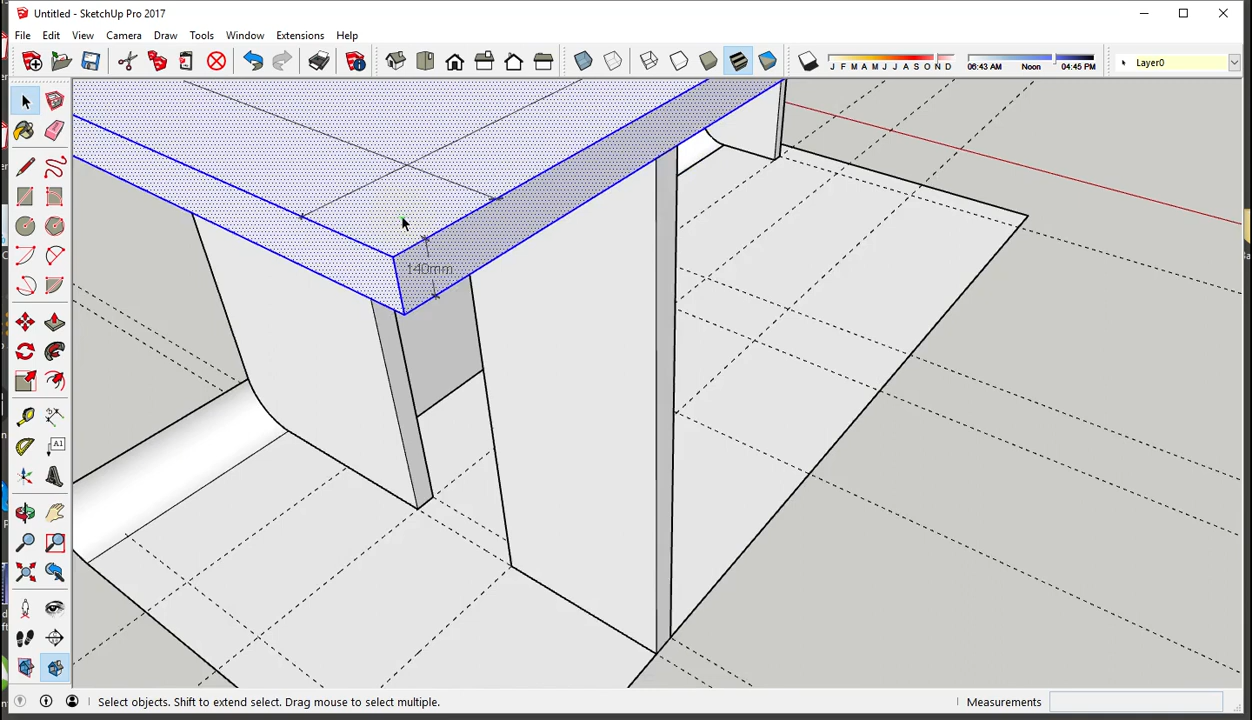 Untitled - SketchUp Pro 2017
File Edit View Camera Draw Tools Window Extensions Help
J F M A M J J A S O N D
06:43 AM Noon 04:45 PM
Layer0
140mm
A1
Select objects. Shift to extend select. Drag mouse to select multiple.
Measurements